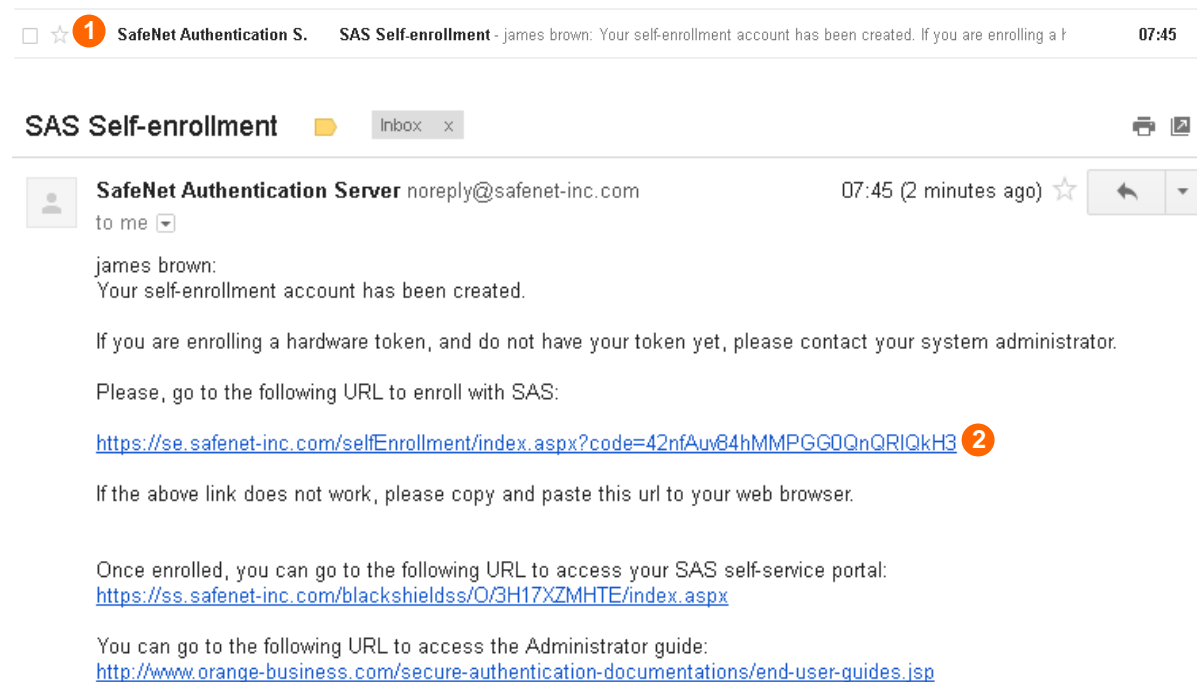 1 SafeNet Authentication S. SAS Self-enrollment - james brown: Your self-enrollment account has been created. If you are enrolling a h 07:45
SAS Self-enrollment Inbox x
SafeNet Authentication Server noreply@safenet-inc.com 07:45 (2 minutes ago)
to me
james brown:
Your self-enrollment account has been created.
If you are enrolling a hardware token, and do not have your token yet, please contact your system administrator.
Please, go to the following URL to enroll with SAS:
https://se.safenet-inc.com/selfEnrollment/index.aspx?code=42nfAuv84hMMPGG0QnQRlQkH3 2
If the above link does not work, please copy and paste this url to your web browser.
Once enrolled, you can go to the following URL to access your SAS self-service portal:
https://ss.safenet-inc.com/blackshieldss/O/3H17XZMHTE/index.aspx
You can go to the following URL to access the Administrator guide:
http://www.orange-business.com/secure-authentication-documentations/end-user-guides.jsp